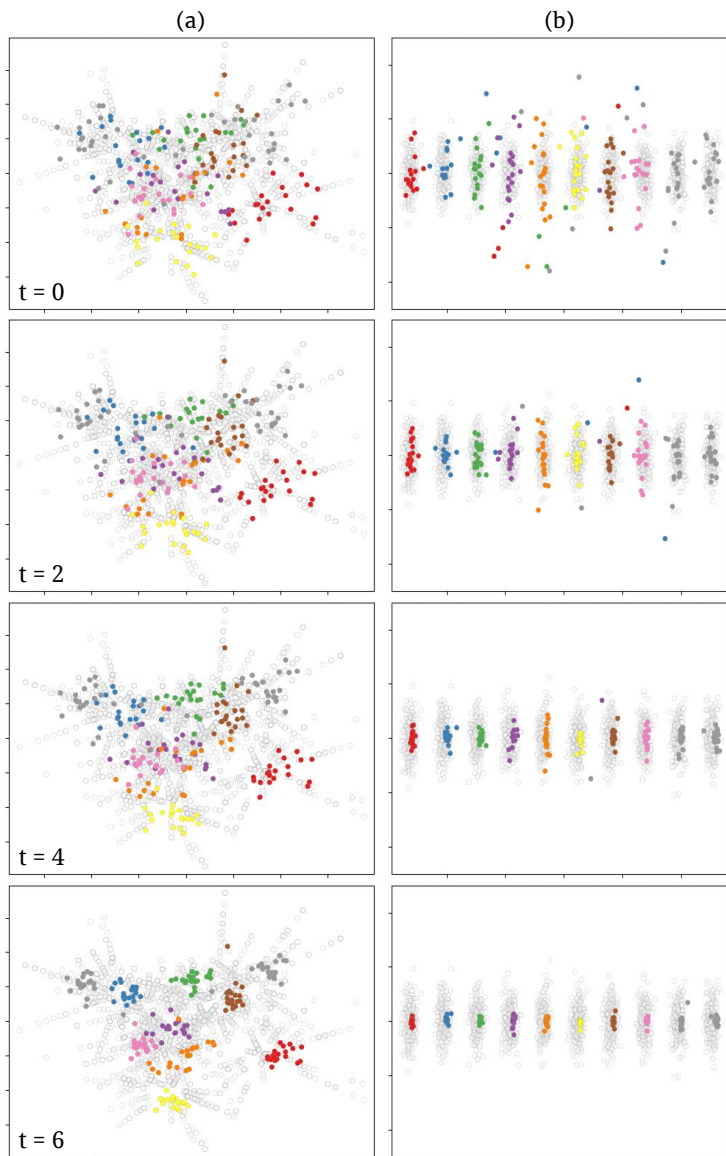 (a) (b)
t = 0
t = 2
t = 4
t = 6